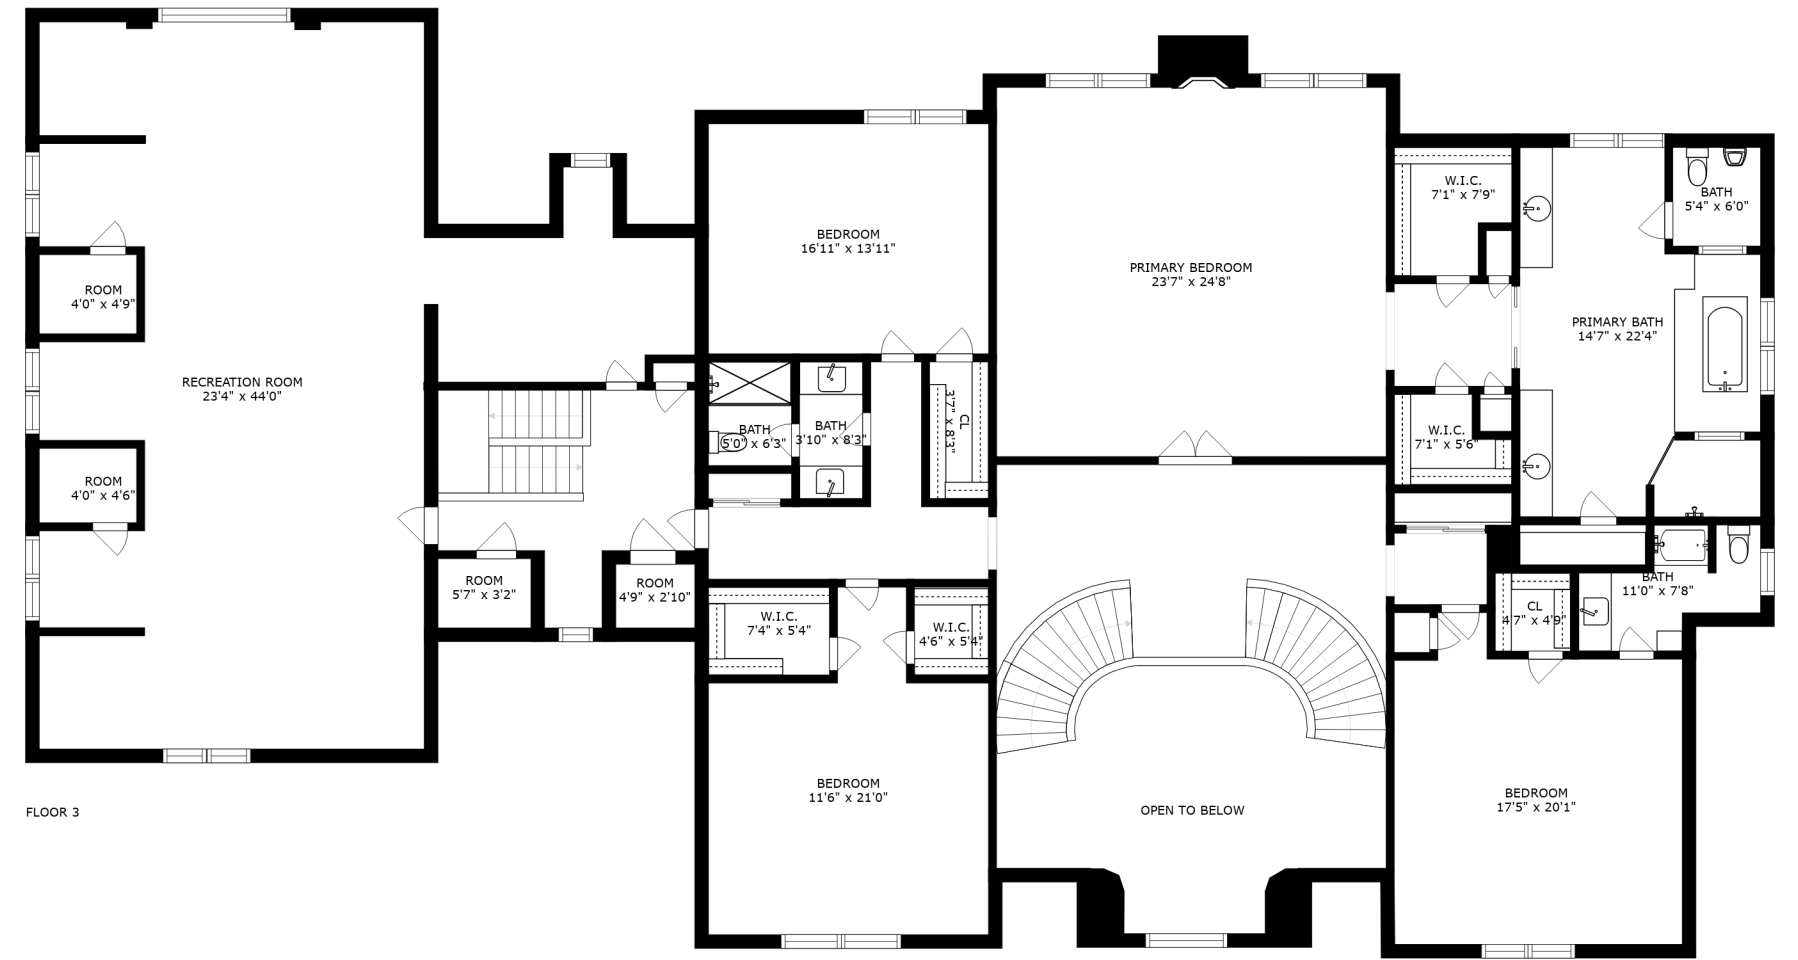 RECREATION ROOM
23'4" x 44'0"
ROOM
4'0" x 4'9"
ROOM
4'0" x 4'6"
ROOM
5'7" x 3'2"
ROOM
4'9" x 2'10"
BEDROOM
16'11" x 13'11"
BATH
5'0" x 6'3"
BATH
3'10" x 8'3"
CL
3'7" x 8'3"
W.I.C.
7'4" x 5'4"
W.I.C.
4'6" x 5'4"
BEDROOM
11'6" x 21'0"
PRIMARY BEDROOM
23'7" x 24'8"
OPEN TO BELOW
W.I.C.
7'1" x 7'9"
W.I.C.
7'1" x 5'6"
PRIMARY BATH
14'7" x 22'4"
BATH
5'4" x 6'0"
BATH
11'0" x 7'8"
CL
4'7" x 4'9"
BEDROOM
17'5" x 20'1"
FLOOR 3